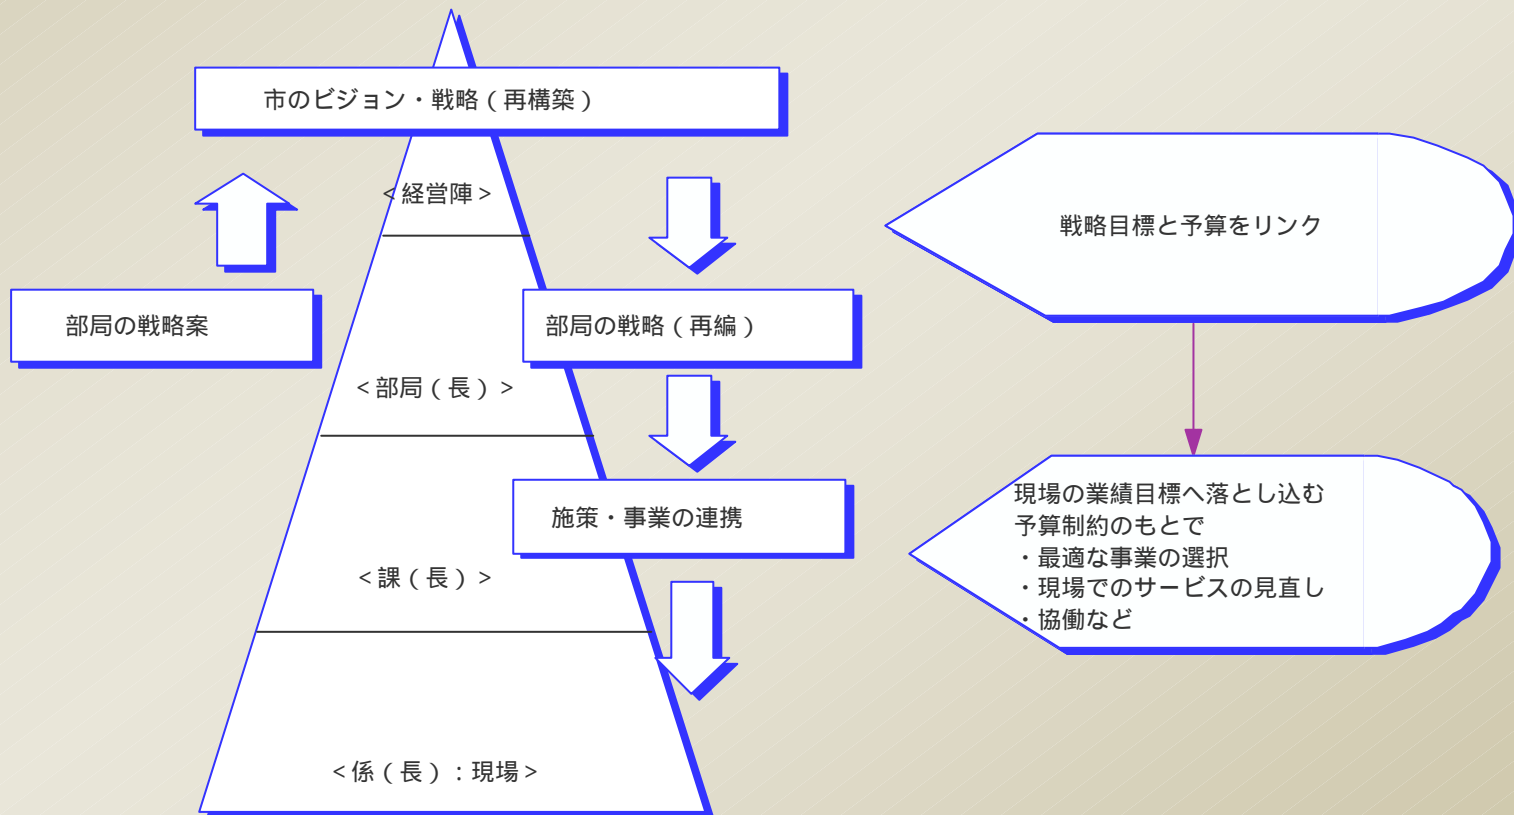 市のビジョン・戦略（再構築）
＜経営陣＞
戦略目標と予算をリンク
部局の戦略案
部局の戦略（再編）
＜部局（長）＞
現場の業績目標へ落とし込む
予算制約のもとで
・最適な事業の選択
・現場でのサービスの見直し
・協働など
施策・事業の連携
＜課（長）＞
＜係（長）：現場＞